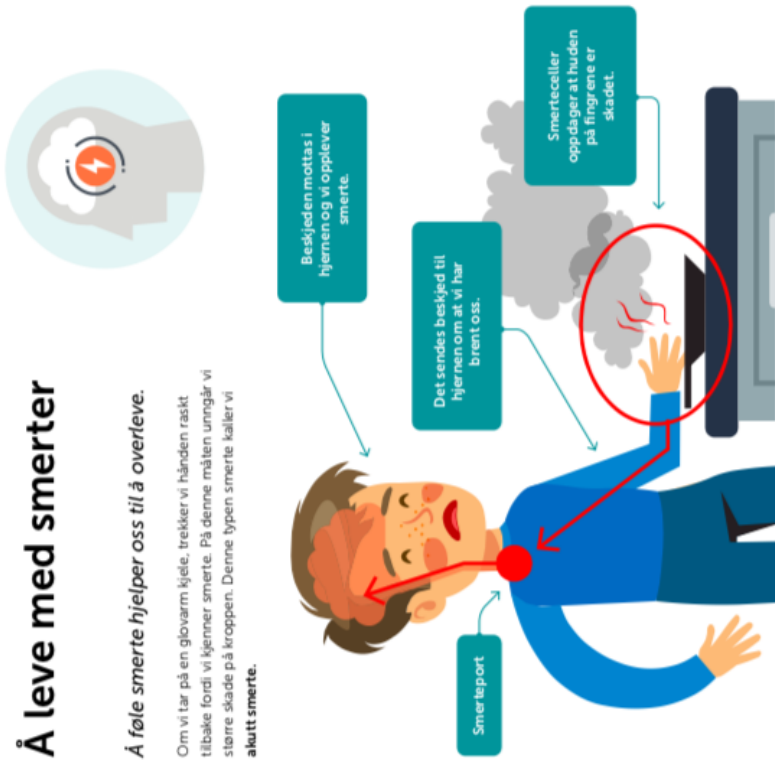 Å leve med smerter
Å føle smerte hjelper oss til å overleve.
Om vi tar på en glovarm kjele, trekker vi hånden raskt
tilbake fordi vi kjenner smerte. På denne måten unngår vi
større skade på kroppen. Denne typen smerte kaller vi
akutt smerte.
Beskjeden mottas i
hjernen og vi opplever
smerte.
Det sendes beskjed til
hjernen om at vi har
brent oss.
Smerteceller
oppdager at huden
på fingrene er
skadet.
Smerteport